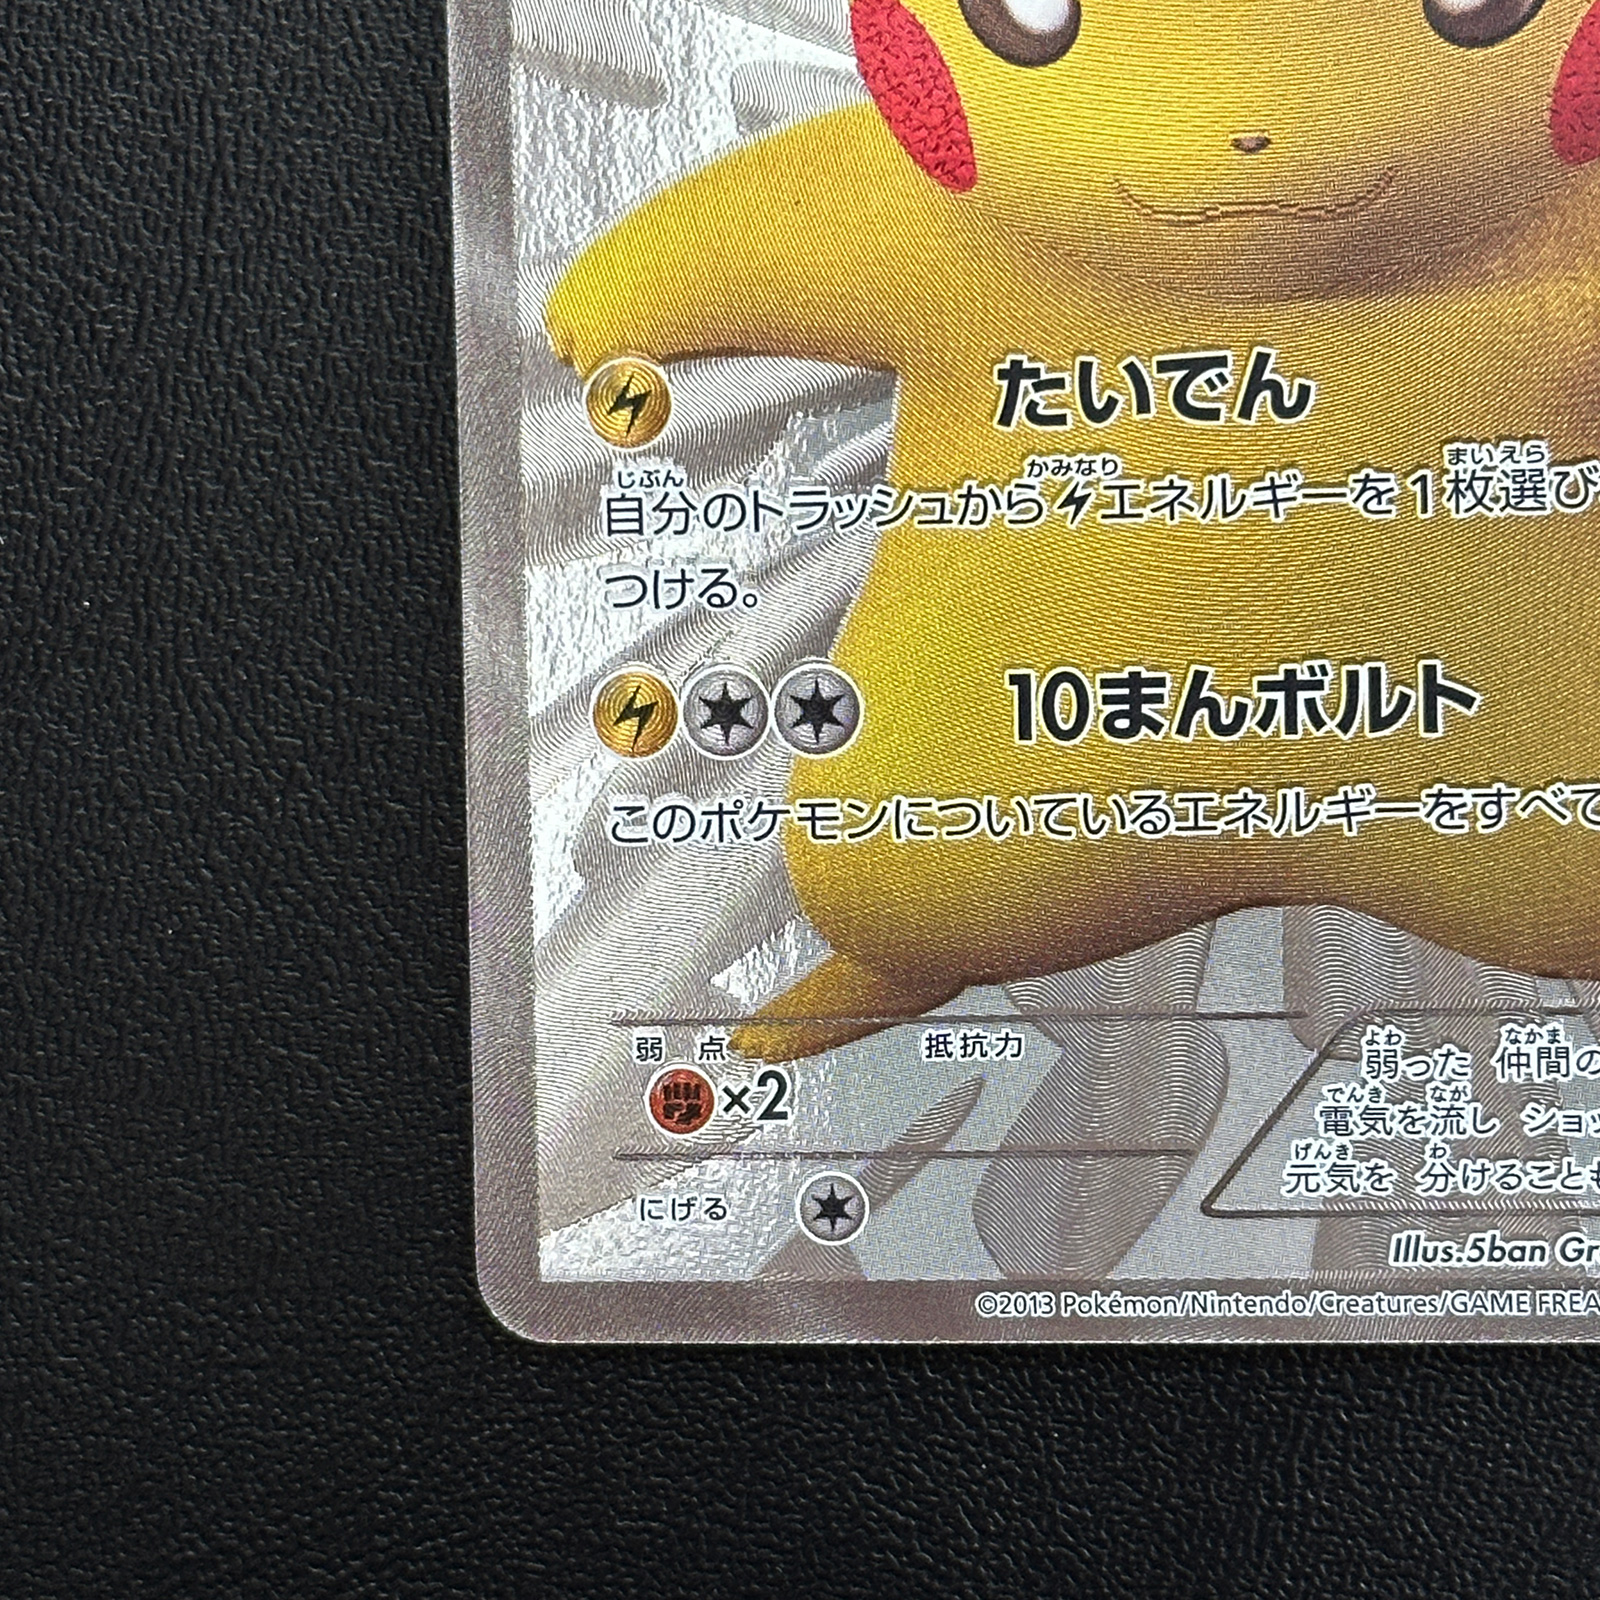 たいでん
じぶん かみなり まいえら
自分のトラッシュからエネルギーを1枚選び
つける。
10まんボルト
このポケモンについているエネルギーをすべて
弱点 抵抗力
×2
にげる
よわ なかま
弱った 仲間の
でんき なが
電気を流し ショッ
げんき わ
元気を 分けることも
Illus.5ban Gr
©2013 Pokémon/Nintendo/Creatures/GAME FREA